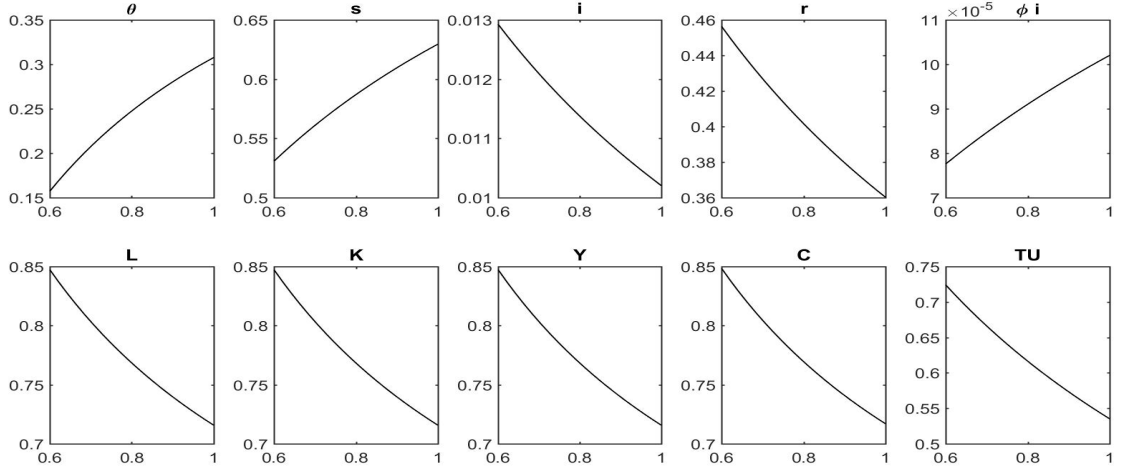 θ s i r ×10⁻⁵ ϕ i
0.35 0.65 0.013 0.46 11
0.3 0.6 0.012 0.44 10
0.25 0.55 0.011 0.42 9
0.2 0.5 0.01 0.4 8
0.15 0.38 7
0.36
0.6 0.8 1 0.6 0.8 1 0.6 0.8 1 0.6 0.8 1 0.6 0.8 1
L K Y C TU
0.85 0.85 0.85 0.85 0.75
0.8 0.8 0.8 0.8 0.7
0.75 0.75 0.75 0.75 0.65
0.7 0.7 0.7 0.7 0.6
0.55
0.5
0.6 0.8 1 0.6 0.8 1 0.6 0.8 1 0.6 0.8 1 0.6 0.8 1